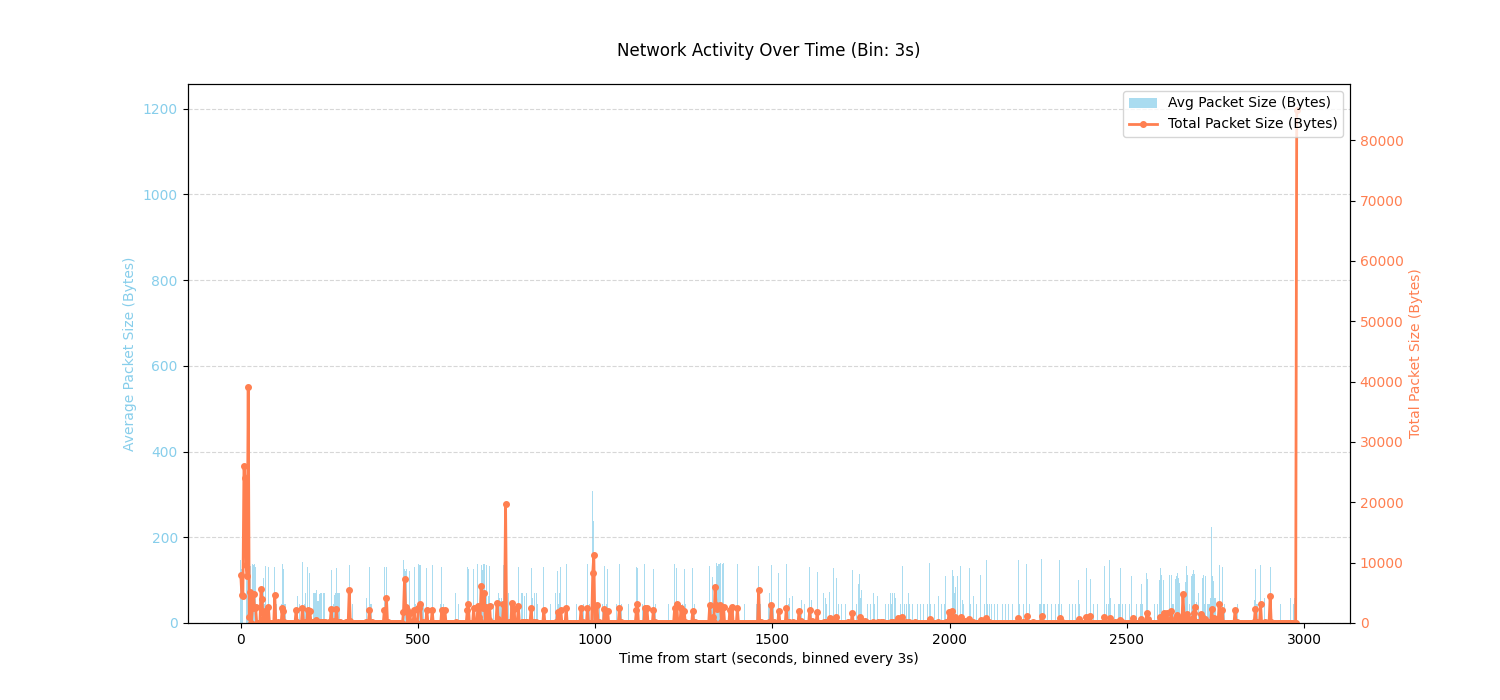 Network Activity Over Time (Bin: 3s)
Avg Packet Size (Bytes)
Total Packet Size (Bytes)
1200
1000
800
600
400
200
0
Average Packet Size (Bytes)
80000
70000
60000
50000
40000
30000
20000
10000
0
Total Packet Size (Bytes)
0 500 1000 1500 2000 2500 3000
Time from start (seconds, binned every 3s)